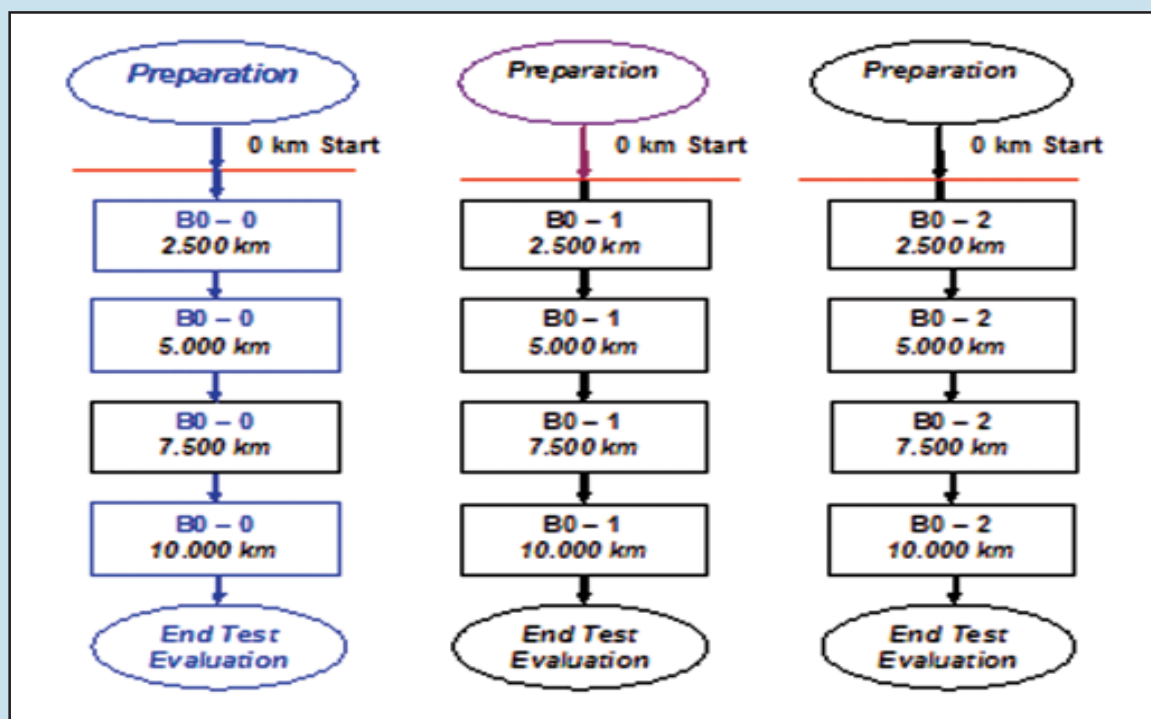 Preparation
0 km Start
B0 – 0
2.500 km
B0 – 0
5.000 km
B0 – 0
7.500 km
B0 – 0
10.000 km
End Test
Evaluation
Preparation
0 km Start
B0 – 1
2.500 km
B0 – 1
5.000 km
B0 – 1
7.500 km
B0 – 1
10.000 km
End Test
Evaluation
Preparation
0 km Start
B0 – 2
2.500 km
B0 – 2
5.000 km
B0 – 2
7.500 km
B0 – 2
10.000 km
End Test
Evaluation